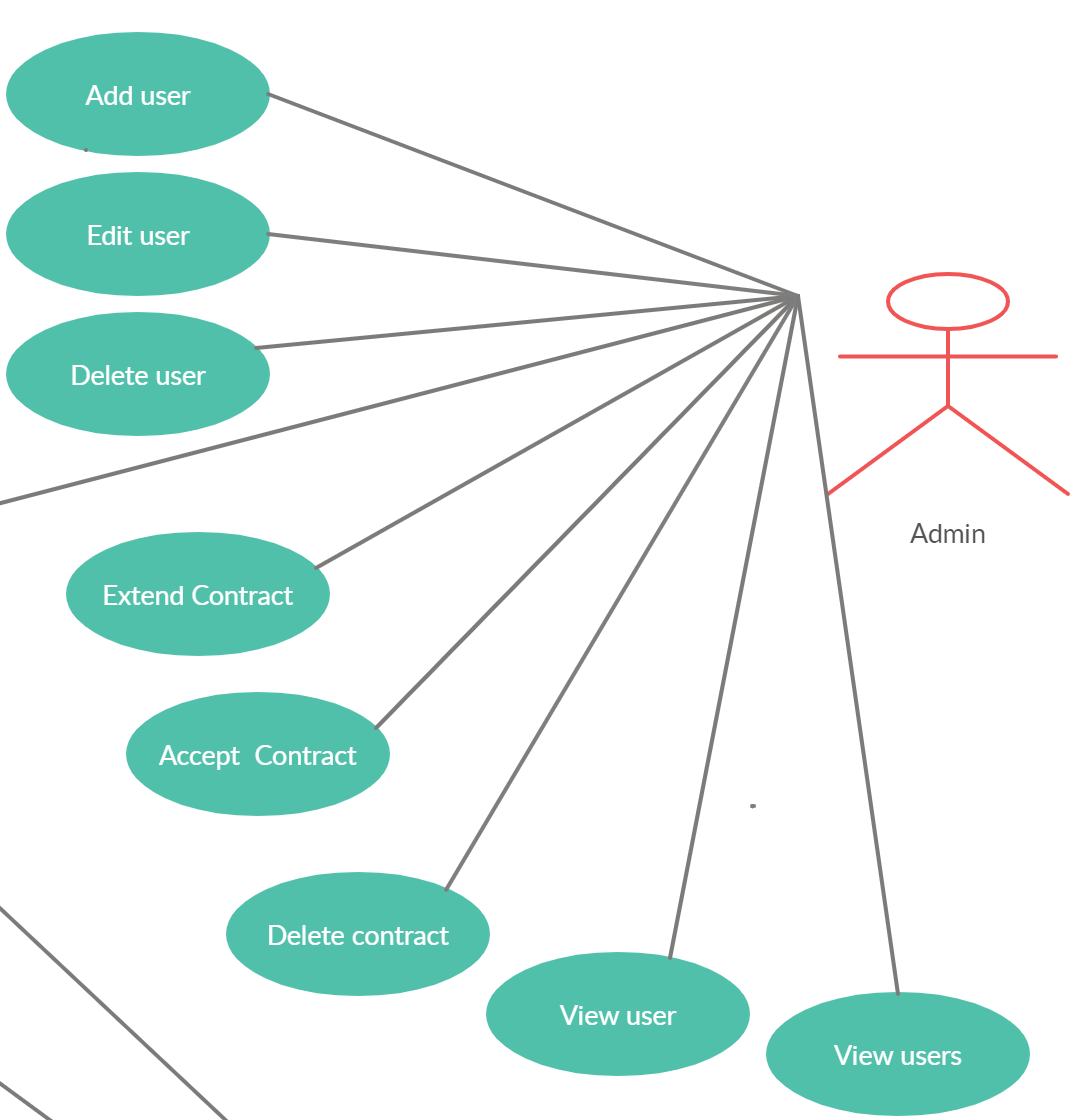 Add user
Edit user
Delete user
Admin
Extend Contract
Accept  Contract
Delete contract
View user
View users